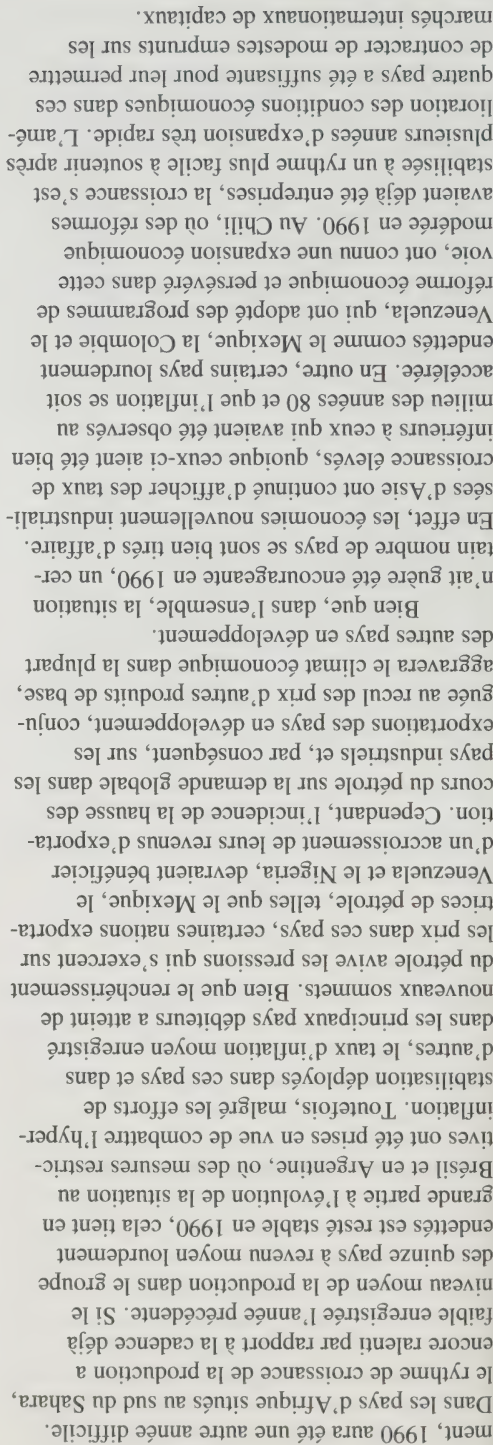 ment, 1990 aura été une autre année difficile.
Dans les pays d'Afrique situés au sud du Sahara,
le rythme de croissance de la production a
encore ralenti par rapport à la cadence déjà
faible enregistrée l'année précédente. Si le
niveau moyen de la production dans le groupe
des quinze pays à revenu moyen lourdement
endettés est resté stable en 1990, cela tient en
grande partie à l'évolution de la situation au
Brésil et en Argentine, où des mesures restric-
tives ont été prises en vue de combattre l'hyper-
inflation. Toutefois, malgré les efforts de
stabilisation déployés dans ces pays et dans
d'autres, le taux d'inflation moyen enregistré
dans les principaux pays débiteurs a atteint de
nouveaux sommets. Bien que le renchérissement
du pétrole avive les pressions qui s'exercent sur
les prix dans ces pays, certaines nations exporta-
trices de pétrole, telles que le Mexique, le
Venezuela et le Nigeria, devraient bénéficier
d'un accroissement de leurs revenus d'exporta-
tion. Cependant, l'incidence de la hausse des
cours du pétrole sur la demande globale dans les
pays industriels et, par conséquent, sur les
exportations des pays en développement, conju-
guée au recul des prix d'autres produits de base,
aggravera le climat économique dans la plupart
des autres pays en développement.
Bien que, dans l'ensemble, la situation
n'ait guère été encourageante en 1990, un cer-
tain nombre de pays se sont bien tirés d'affaire.
En effet, les économies nouvellement industriali-
sées d'Asie ont continué d'afficher des taux de
croissance élevés, quoique ceux-ci aient été bien
inférieurs à ceux qui avaient été observés au
milieu des années 80 et que l'inflation se soit
accélérée. En outre, certains pays lourdement
endettés comme le Mexique, la Colombie et le
Venezuela, qui ont adopté des programmes de
réforme économique et persévéré dans cette
voie, ont connu une expansion économique
modérée en 1990. Au Chili, où des réformes
avaient déjà été entreprises, la croissance s'est
stabilisée à un rythme plus facile à soutenir après
plusieurs années d'expansion très rapide. L'amé-
lioration des conditions économiques dans ces
quatre pays a été suffisante pour leur permettre
de contracter de modestes emprunts sur les
marchés internationaux de capitaux.